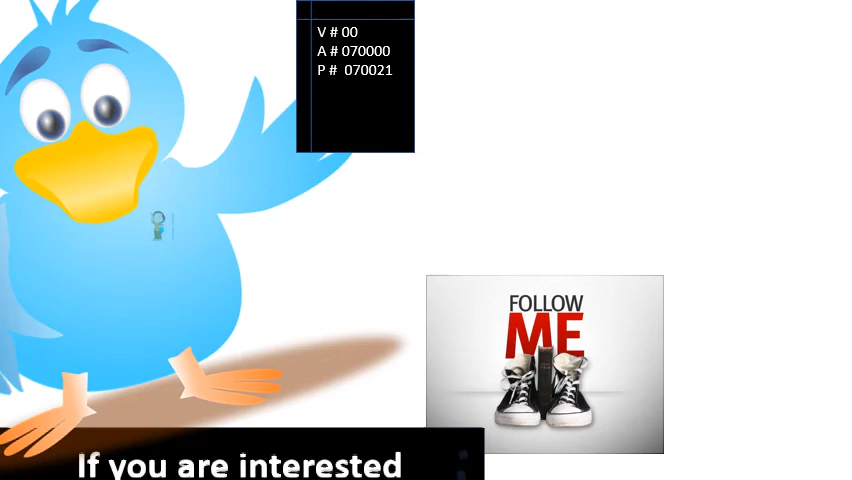 V # 00
A # 070000
P #  070021
FOLLOW
ME
If you are interested